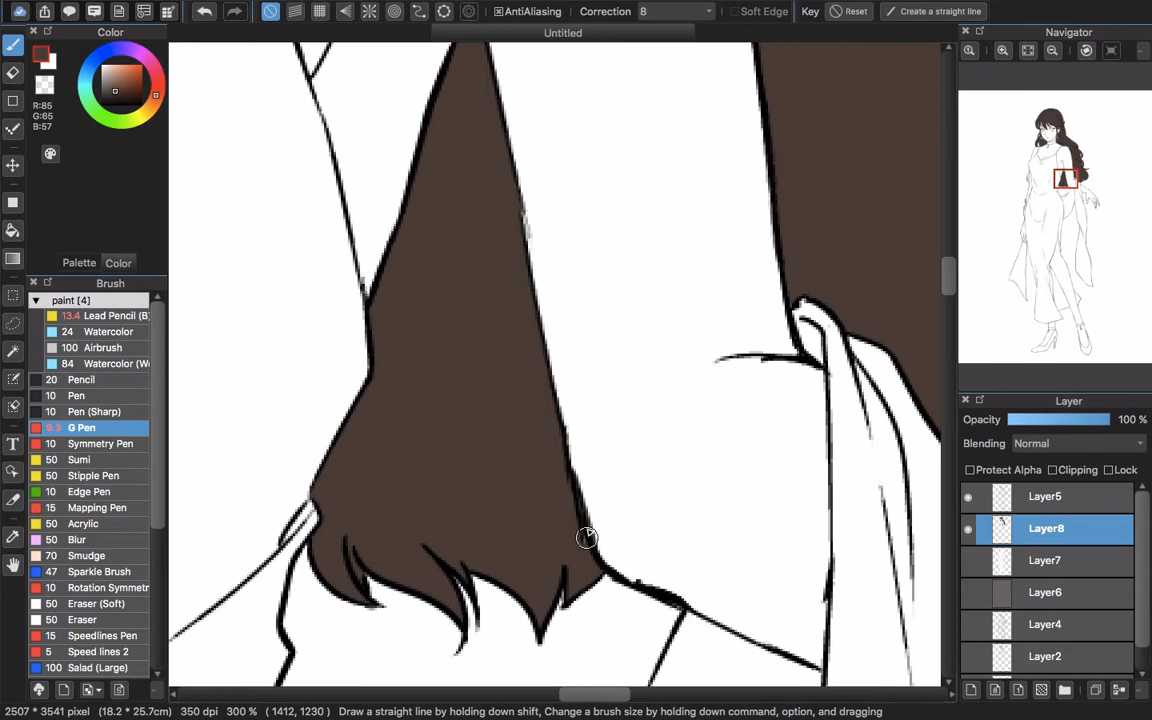 AntiAliasing Correction 8 Soft Edge Key Reset Create a straight line
Color Untitled Navigator
R:85
G:65
B:57
Palette Color
Brush
paint [4]
13.4 Lead Pencil (B)
24 Watercolor
100 Airbrush
84 Watercolor (W
20 Pencil
10 Pen
10 Pen (Sharp)
9.3 G Pen
10 Symmetry Pen
50 Sumi
50 Stipple Pen
10 Edge Pen
15 Mapping Pen
50 Acrylic
50 Blur
70 Smudge
47 Sparkle Brush
10 Rotation Symmetr
50 Eraser (Soft)
50 Eraser
15 Speedlines Pen
5 Speed lines 2
100 Salad (Large)
Layer
Opacity 100 %
Blending Normal
Protect Alpha Clipping Lock
Layer5
Layer8
Layer7
Layer6
Layer4
Layer2
2507 * 3541 pixel (18.2 * 25.7cm) 350 dpi 300 % ( 1412, 1230 ) Draw a straight line by holding down shift, Change a brush size by holding down command, option, and dragging